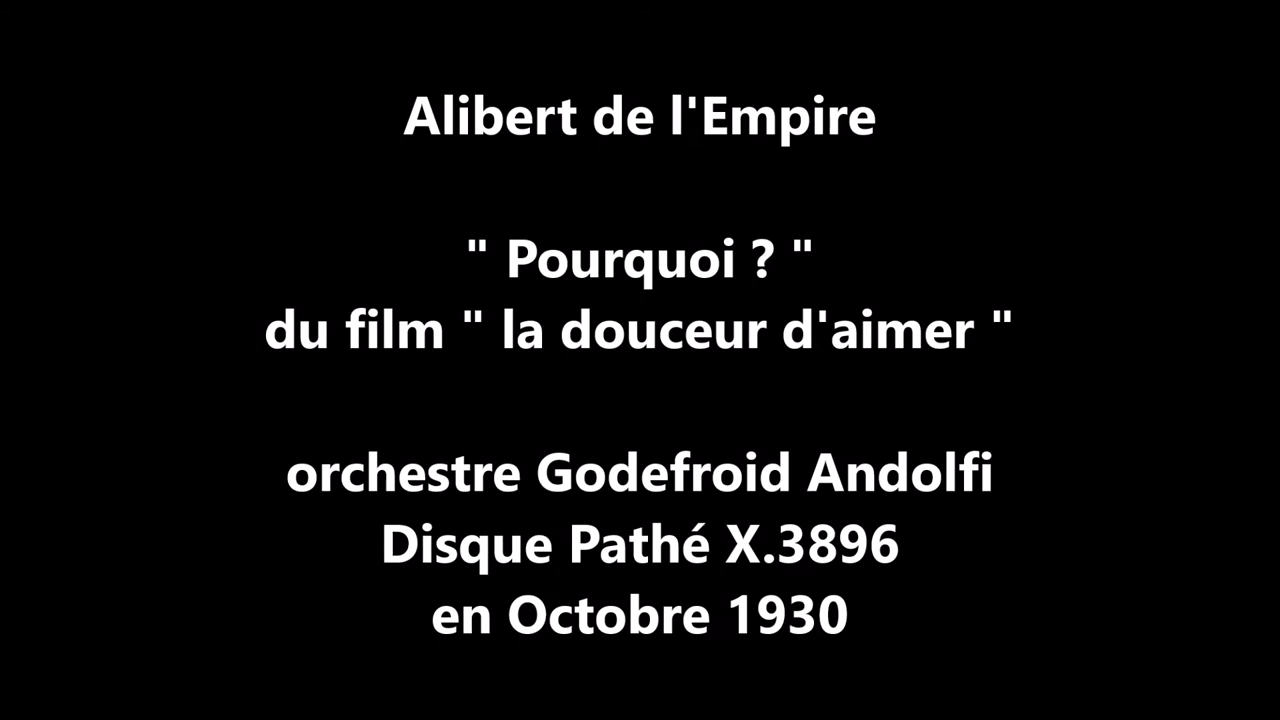 Alibert de l'Empire
" Pourquoi ? "
du film " la douceur d'aimer "
orchestre Godefroid Andolfi
Disque Pathé X.3896
en Octobre 1930